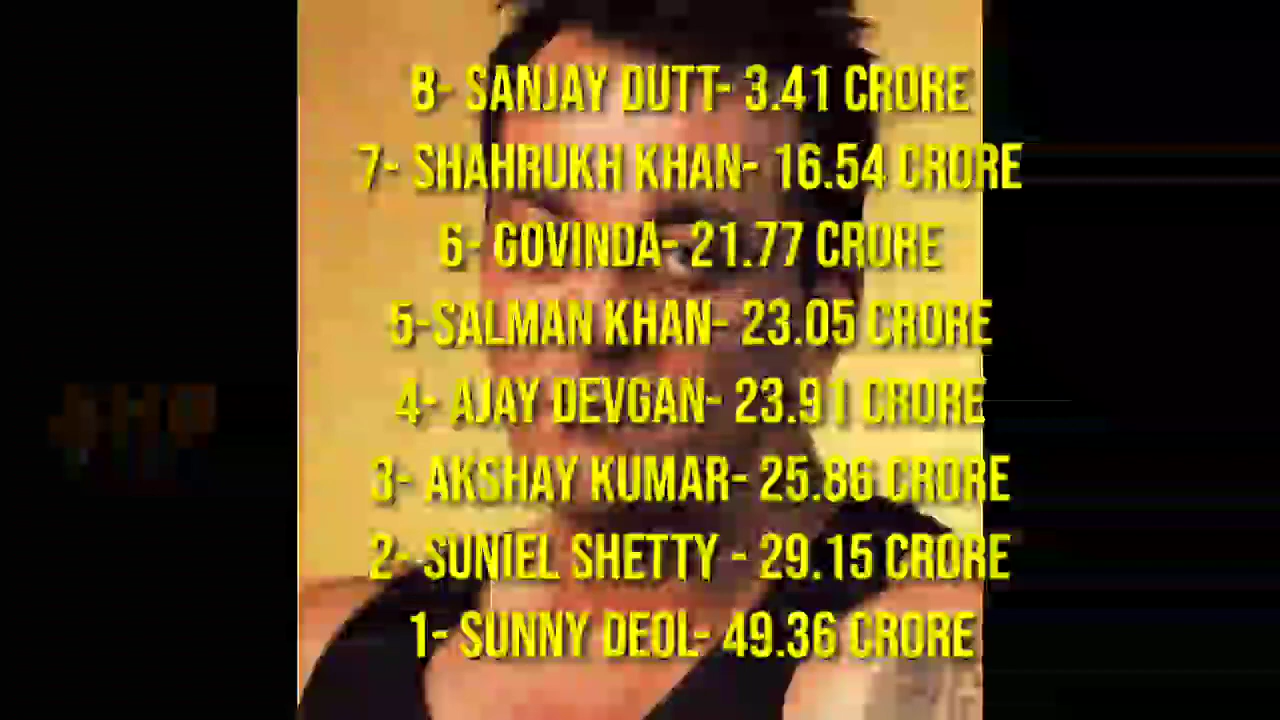 8- SANJAY DUTT- 3.41 CRORE
7- SHAHRUKH KHAN- 16.54 CRORE
6- GOVINDA- 21.77 CRORE
5-SALMAN KHAN- 23.05 CRORE
4- AJAY DEVGAN- 23.91 CRORE
3- AKSHAY KUMAR- 25.86 CRORE
2- SUNIEL SHETTY - 29.15 CRORE
1- SUNNY DEOL- 49.36 CRORE